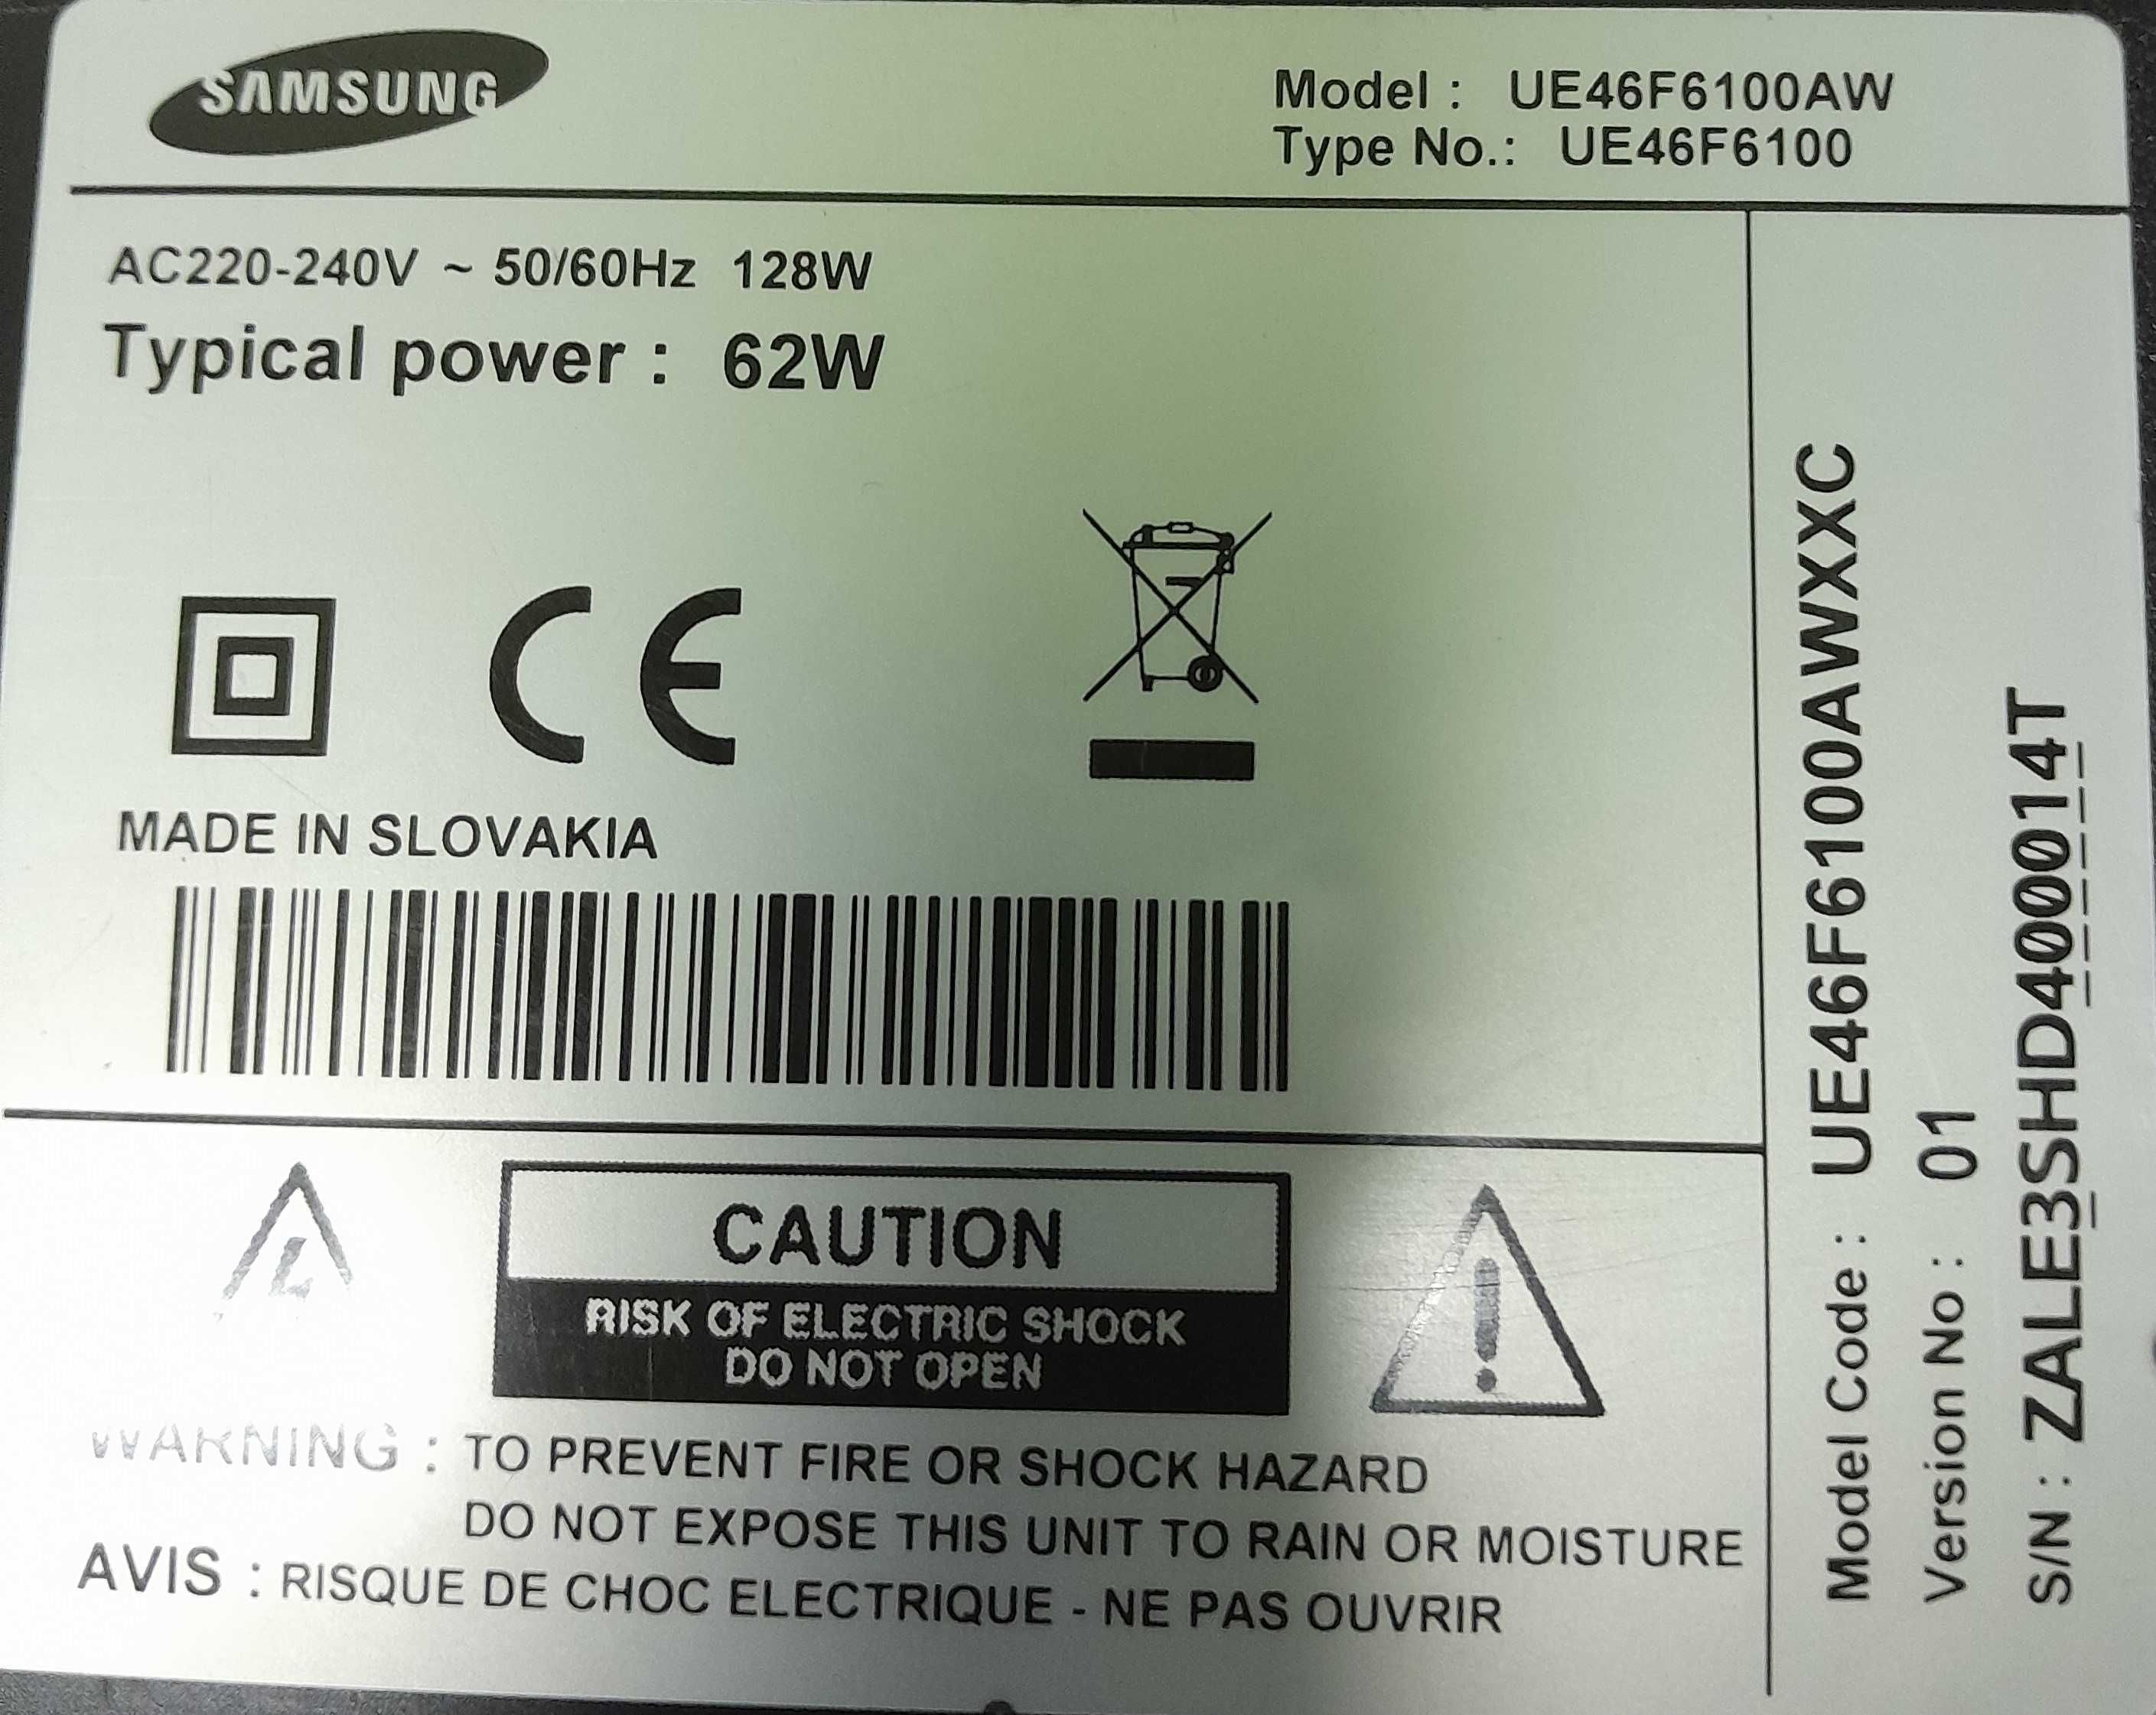 SAMSUNG
Model : UE46F6100AW
Type No.: UE46F6100
AC220-240V ~ 50/60Hz 128W
Typical power : 62W
CE
MADE IN SLOVAKIA
CAUTION
RISK OF ELECTRIC SHOCK
DO NOT OPEN
WARNING : TO PREVENT FIRE OR SHOCK HAZARD
DO NOT EXPOSE THIS UNIT TO RAIN OR MOISTURE
AVIS : RISQUE DE CHOC ELECTRIQUE - NE PAS OUVRIR
Model Code : UE46F6100AWXXC
Version No : 01
S/N : ZALE3SHD400014T